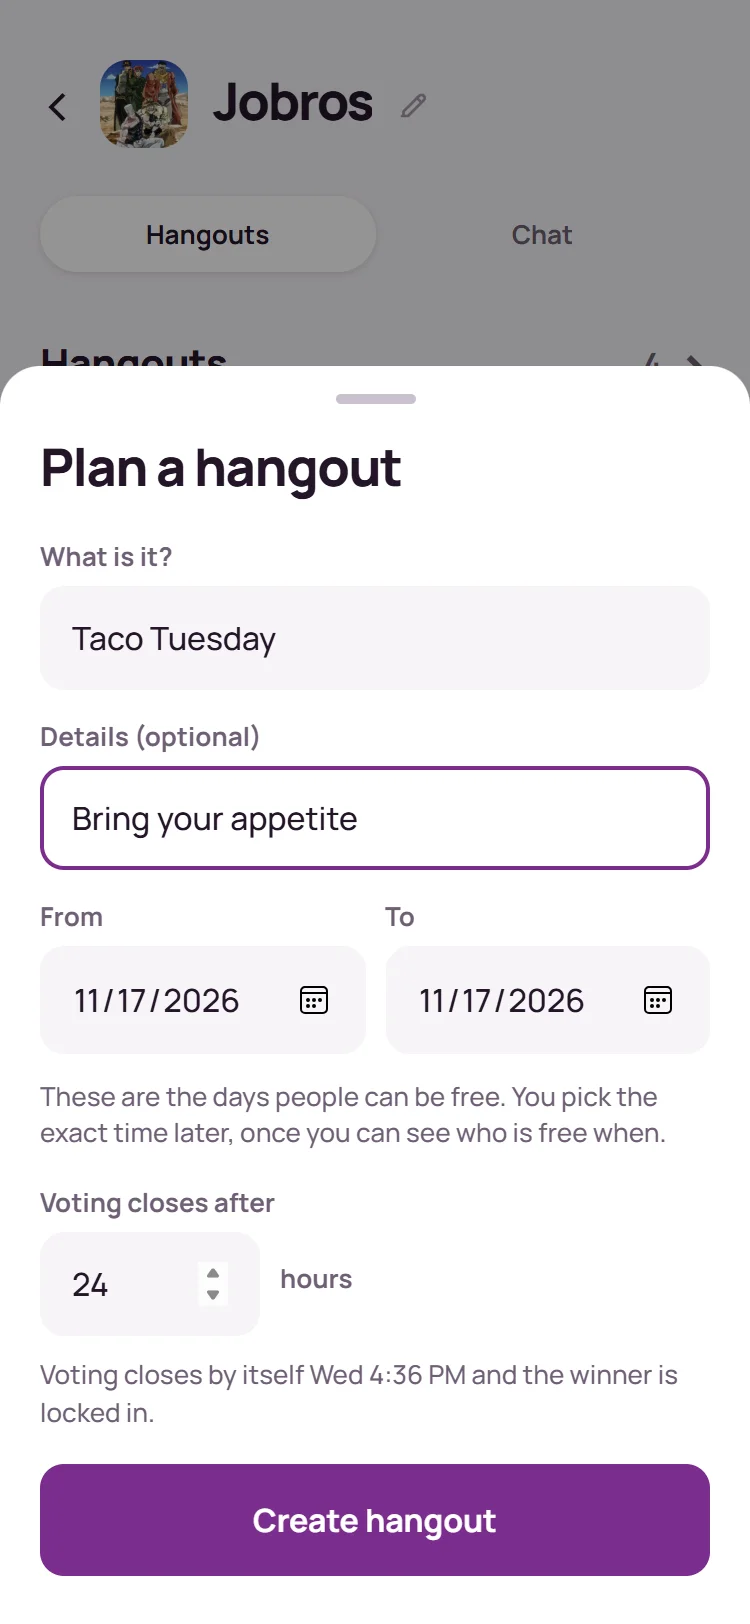 Jobros
Hangouts
Chat
Hangouts
4
Plan a hangout
What is it?
Taco Tuesday
Details (optional)
Bring your appetite
From
To
11/17/2026
11/17/2026
These are the days people can be free. You pick the
exact time later, once you can see who is free when.
Voting closes after
24
hours
Voting closes by itself Wed 4:36 PM and the winner is
locked in.
Create hangout